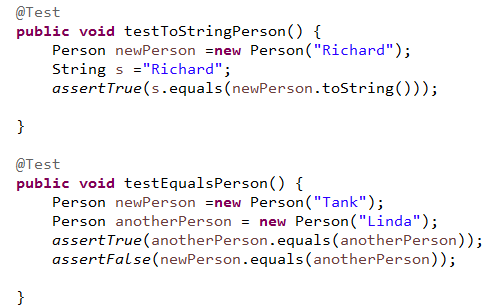 @Test
public void testToStringPerson() {
    Person newPerson =new Person("Richard");
    String s ="Richard";
    assertTrue(s.equals(newPerson.toString()));
}
@Test
public void testEqualsPerson() {
    Person newPerson =new Person("Tank");
    Person anotherPerson = new Person("Linda");
    assertTrue(anotherPerson.equals(anotherPerson));
    assertFalse(newPerson.equals(anotherPerson));
}